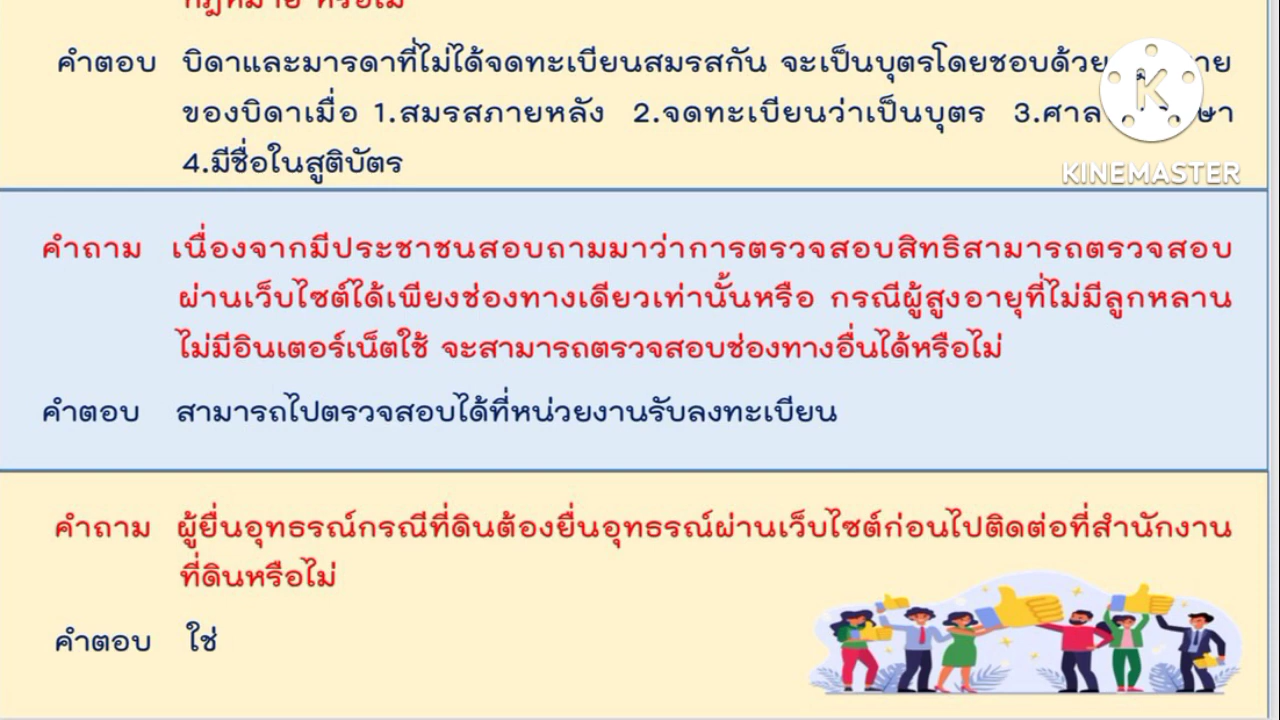 คำตอบ บิดาและมารดาที่ไม่ได้จดทะเบียนสมรสกัน จะเป็นบุตรโดยชอบด้วย
ของบิดาเมื่อ 1.สมรสภายหลัง 2.จดทะเบียนว่าเป็นบุตร 3.ศาล
4.มีชื่อในสูติบัตร
K
KINEMASTER
คำถาม เนื่องจากมีประชาชนสอบถามมาว่าการตรวจสอบสิทธิสามารถตรวจสอบ
ผ่านเว็บไซต์ได้เพียงช่องทางเดียวเท่านั้นหรือ กรณีผู้สูงอายุที่ไม่มีลูกหลาน
ไม่มีอินเตอร์เน็ตใช้ จะสามารถตรวจสอบช่องทางอื่นได้หรือไม่
คำตอบ สามารถไปตรวจสอบได้ที่หน่วยงานรับลงทะเบียน
คำถาม ผู้ยื่นอุทธรณ์กรณีที่ดินต้องยื่นอุทธรณ์ผ่านเว็บไซต์ก่อนไปติดต่อที่สำนักงาน
ที่ดินหรือไม่
คำตอบ ใช่